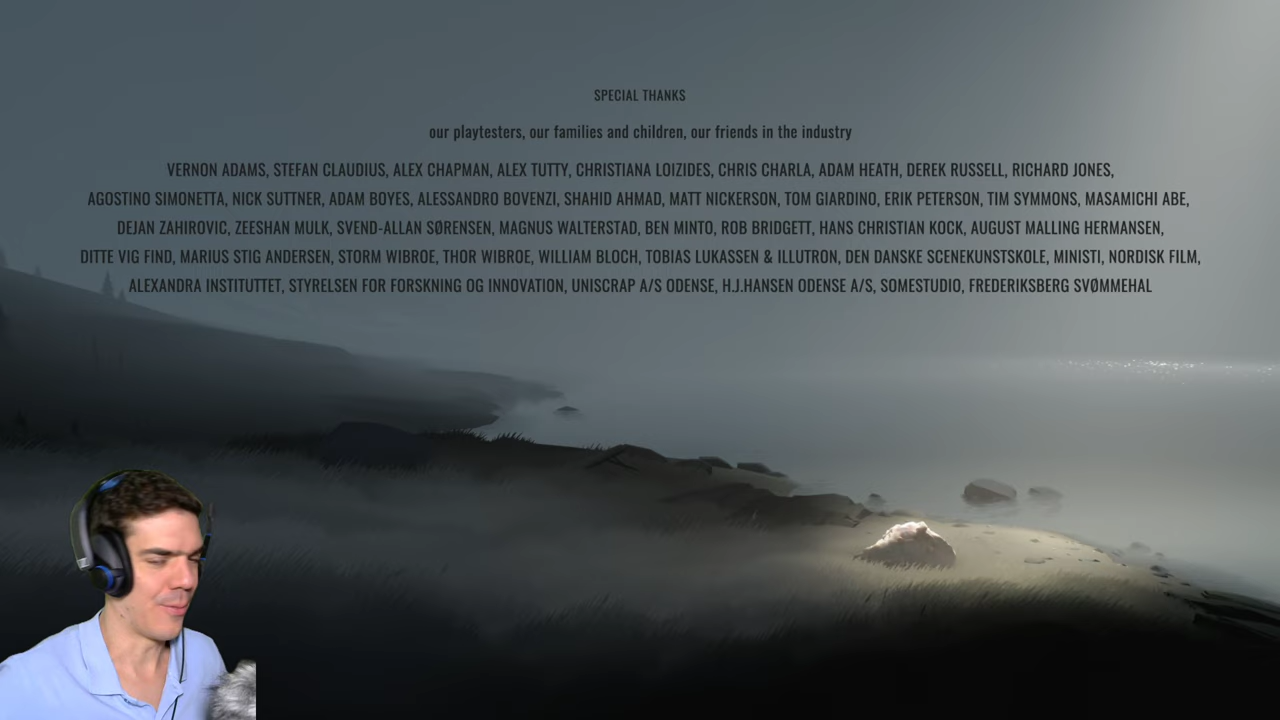 SPECIAL THANKS
our playtesters, our families and children, our friends in the industry
VERNON ADAMS, STEFAN CLAUDIUS, ALEX CHAPMAN, ALEX TUTTY, CHRISTIANA LOIZIDES, CHRIS CHARLA, ADAM HEATH, DEREK RUSSELL, RICHARD JONES,
AGOSTINO SIMONETTA, NICK SUTTNER, ADAM BOYES, ALESSANDRO BOVENZI, SHAHID AHMAD, MATT NICKERSON, TOM GIARDINO, ERIK PETERSON, TIM SYMMONS, MASAMICHI ABE,
DEJAN ZAHIROVIC, ZEESHAN MULK, SVEND-ALLAN SØRENSEN, MAGNUS WALTERSTAD, BEN MINTO, ROB BRIDGETT, HANS CHRISTIAN KOCK, AUGUST MALLING HERMANSEN,
DITTE VIG FIND, MARIUS STIG ANDERSEN, STORM WIBROE, THOR WIBROE, WILLIAM BLOCH, TOBIAS LUKASSEN & ILLUTRON, DEN DANSKE SCENEKUNSTSKOLE, MINISTI, NORDISK FILM,
ALEXANDRA INSTITUTTET, STYRELSEN FOR FORSKNING OG INNOVATION, UNISCRAP A/S ODENSE, H.J.HANSEN ODENSE A/S, SOMESTUDIO, FREDERIKSBERG SVØMMEHAL